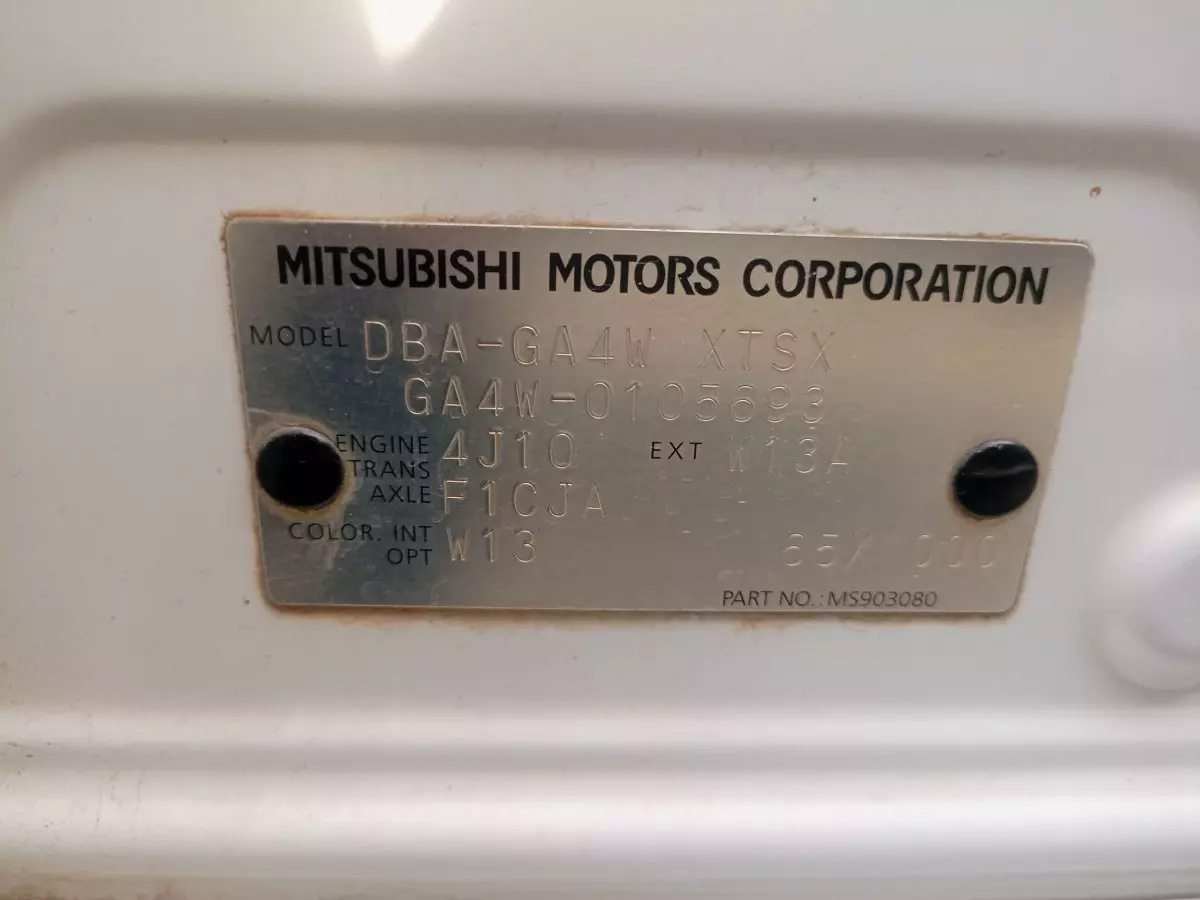 MITSUBISHI MOTORS CORPORATION
MODEL DBA-GA4W XTSX
GA4W-0105693
ENGINE 4J10 EXT W13A
TRANS
AXLE F1CJA
COLOR. INT
OPT W13 65X 000
PART NO.: MS903080